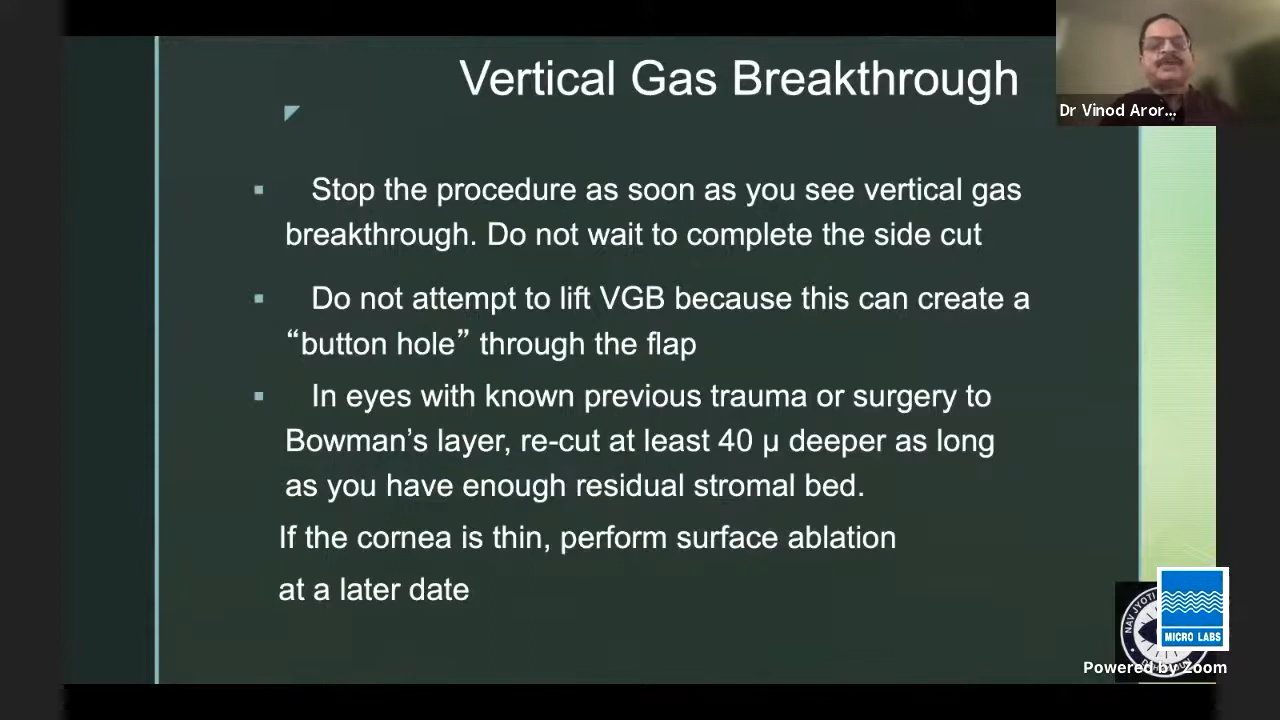 Vertical Gas Breakthrough
Dr Vinod Aror...
▪ Stop the procedure as soon as you see vertical gas
breakthrough. Do not wait to complete the side cut
▪ Do not attempt to lift VGB because this can create a
“button hole” through the flap
▪ In eyes with known previous trauma or surgery to
Bowman’s layer, re-cut at least 40 µ deeper as long
as you have enough residual stromal bed.
If the cornea is thin, perform surface ablation
at a later date
NAV JYOTI
MICRO LABS
Powered by Zoom